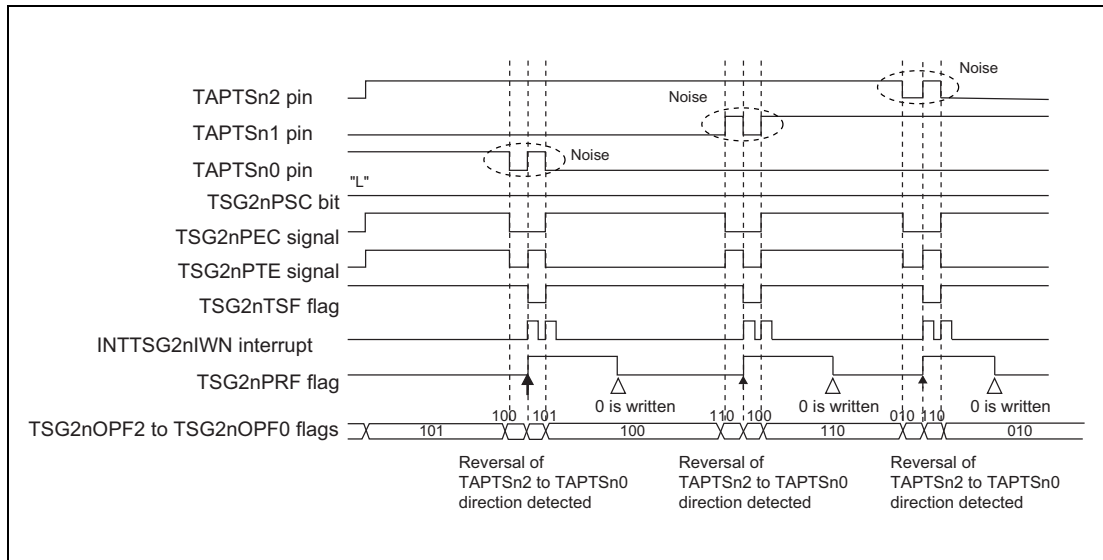 Noise
TAPTSn2 pin
Noise
TAPTSn1 pin
Noise
TAPTSn0 pin
"L"
TSG2nPSC bit
TSG2nPEC signal
TSG2nPTE signal
TSG2nTSF flag
INTTSG2nIWN interrupt
TSG2nPRF flag
0 is written 0 is written 0 is written
100 101 110 100 010 110
TSG2nOPF2 to TSG2nOPF0 flags 101 100 110 010
Reversal of
TAPTSn2 to TAPTSn0
direction detected
Reversal of
TAPTSn2 to TAPTSn0
direction detected
Reversal of
TAPTSn2 to TAPTSn0
direction detected